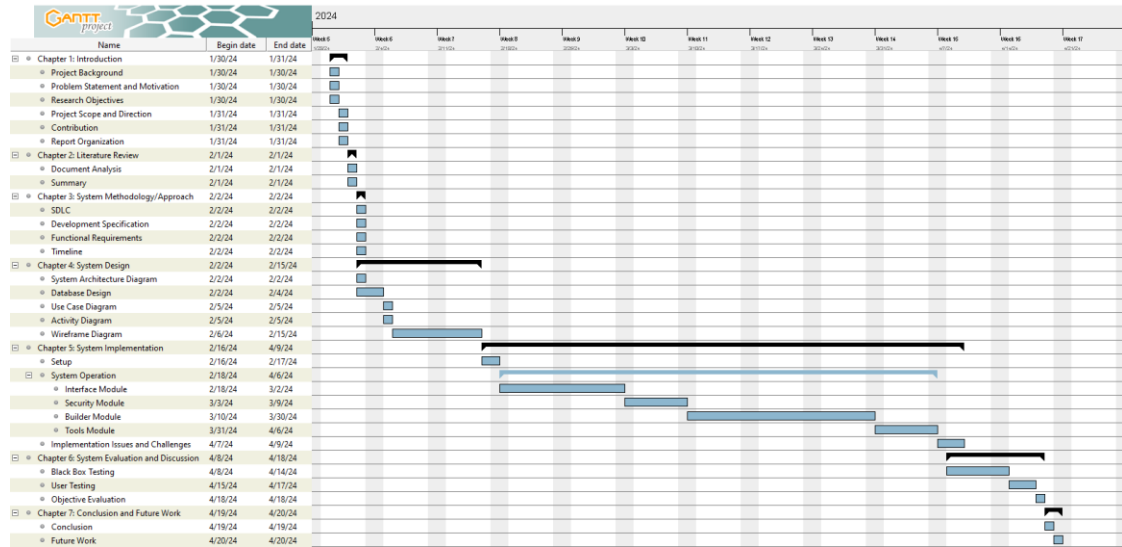 GANTT project
2024
Name Begin date End date
Week 5 Week 6 Week 7 Week 8 Week 9 Week 10 Week 11 Week 12 Week 13 Week 14 Week 15 Week 16 Week 17
Chapter 1: Introduction 1/30/24 1/31/24
Project Background 1/30/24 1/30/24
Problem Statement and Motivation 1/30/24 1/30/24
Research Objectives 1/30/24 1/30/24
Project Scope and Direction 1/31/24 1/31/24
Contribution 1/31/24 1/31/24
Report Organization 1/31/24 1/31/24
Chapter 2: Literature Review 2/1/24 2/1/24
Document Analysis 2/1/24 2/1/24
Summary 2/1/24 2/1/24
Chapter 3: System Methodology/Approach 2/2/24 2/2/24
SDLC 2/2/24 2/2/24
Development Specification 2/2/24 2/2/24
Functional Requirements 2/2/24 2/2/24
Timeline 2/2/24 2/2/24
Chapter 4: System Design 2/2/24 2/15/24
System Architecture Diagram 2/2/24 2/2/24
Database Design 2/2/24 2/4/24
Use Case Diagram 2/5/24 2/5/24
Activity Diagram 2/5/24 2/5/24
Wireframe Diagram 2/6/24 2/15/24
Chapter 5: System Implementation 2/16/24 4/9/24
Setup 2/16/24 2/17/24
System Operation 2/18/24 4/6/24
Interface Module 2/18/24 3/2/24
Security Module 3/3/24 3/9/24
Builder Module 3/10/24 3/30/24
Tools Module 3/31/24 4/6/24
Implementation Issues and Challenges 4/7/24 4/9/24
Chapter 6: System Evaluation and Discussion 4/8/24 4/18/24
Black Box Testing 4/8/24 4/14/24
User Testing 4/15/24 4/17/24
Objective Evaluation 4/18/24 4/18/24
Chapter 7: Conclusion and Future Work 4/19/24 4/20/24
Conclusion 4/19/24 4/19/24
Future Work 4/20/24 4/20/24